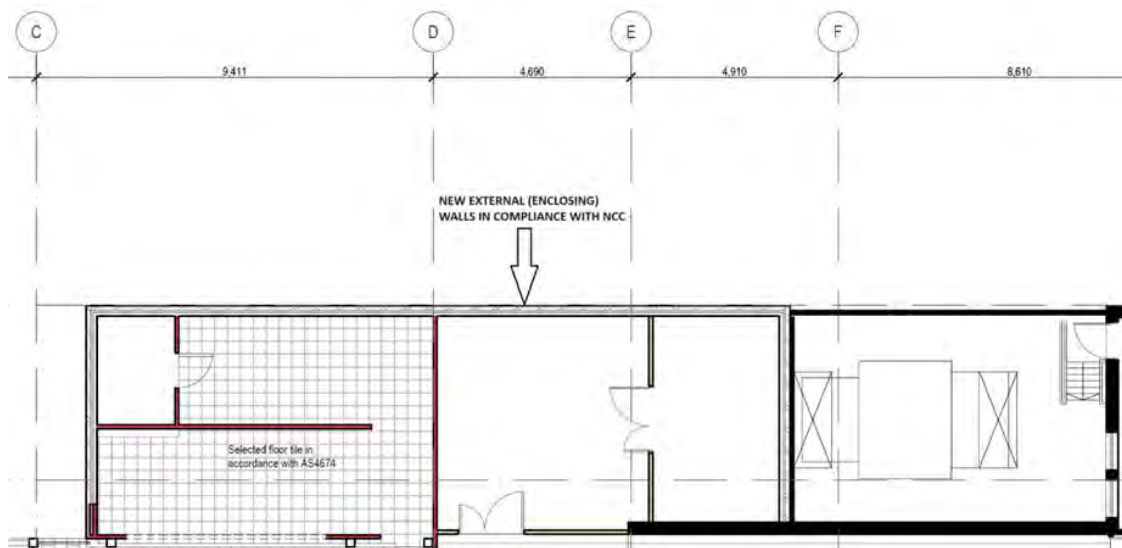 C
D
E
F
9,411
4,690
4,910
8,610
NEW EXTERNAL (ENCLOSING)
WALLS IN COMPLIANCE WITH NCC
Selected floor tile in
accordance with AS4674